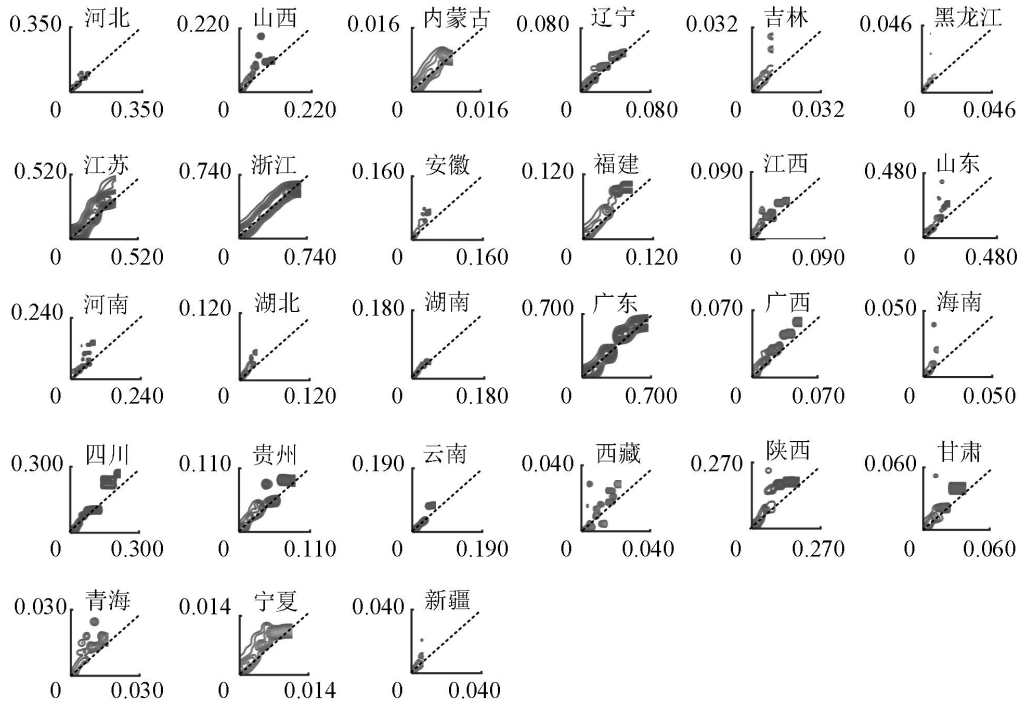 河北 山西 内蒙古 辽宁 吉林 黑龙江
0.350 0.220 0.016 0.080 0.032 0.046
0 0.350 0 0.220 0 0.016 0 0.080 0 0.032 0 0.046
江苏 浙江 安徽 福建 江西 山东
0.520 0.740 0.160 0.120 0.090 0.480
0 0.520 0 0.740 0 0.160 0 0.120 0 0.090 0 0.480
河南 湖北 湖南 广东 广西 海南
0.240 0.120 0.180 0.700 0.070 0.050
0 0.240 0 0.120 0 0.180 0 0.700 0 0.070 0 0.050
四川 贵州 云南 西藏 陕西 甘肃
0.300 0.110 0.190 0.040 0.270 0.060
0 0.300 0 0.110 0 0.190 0 0.040 0 0.270 0 0.060
青海 宁夏 新疆
0.030 0.014 0.040
0 0.030 0 0.014 0 0.040